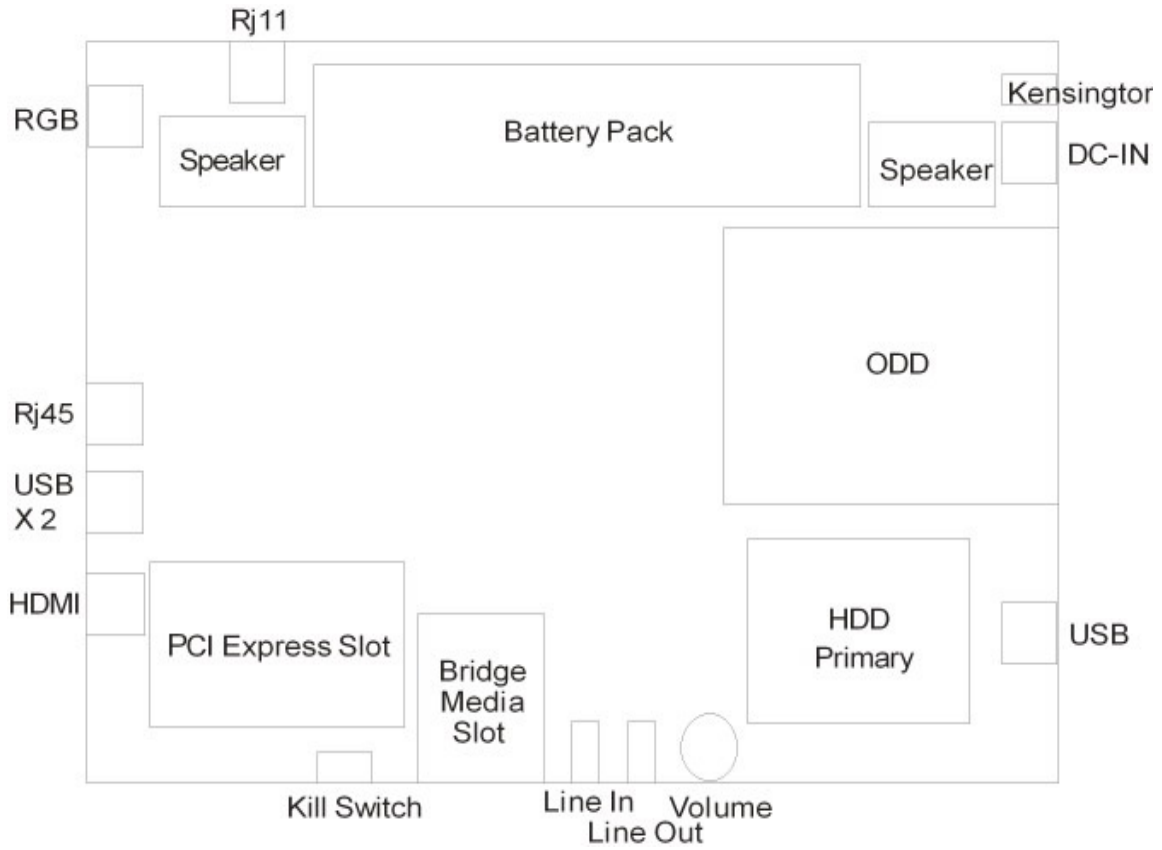 Rj11
Kensingtor
RGB
Battery Pack
Speaker
Speaker
DC-IN
ODD
Rj45
USB
X 2
HDMI
PCI Express Slot
Bridge
Media
Slot
HDD
Primary
USB
Kill Switch
Line In
Volume
Line Out